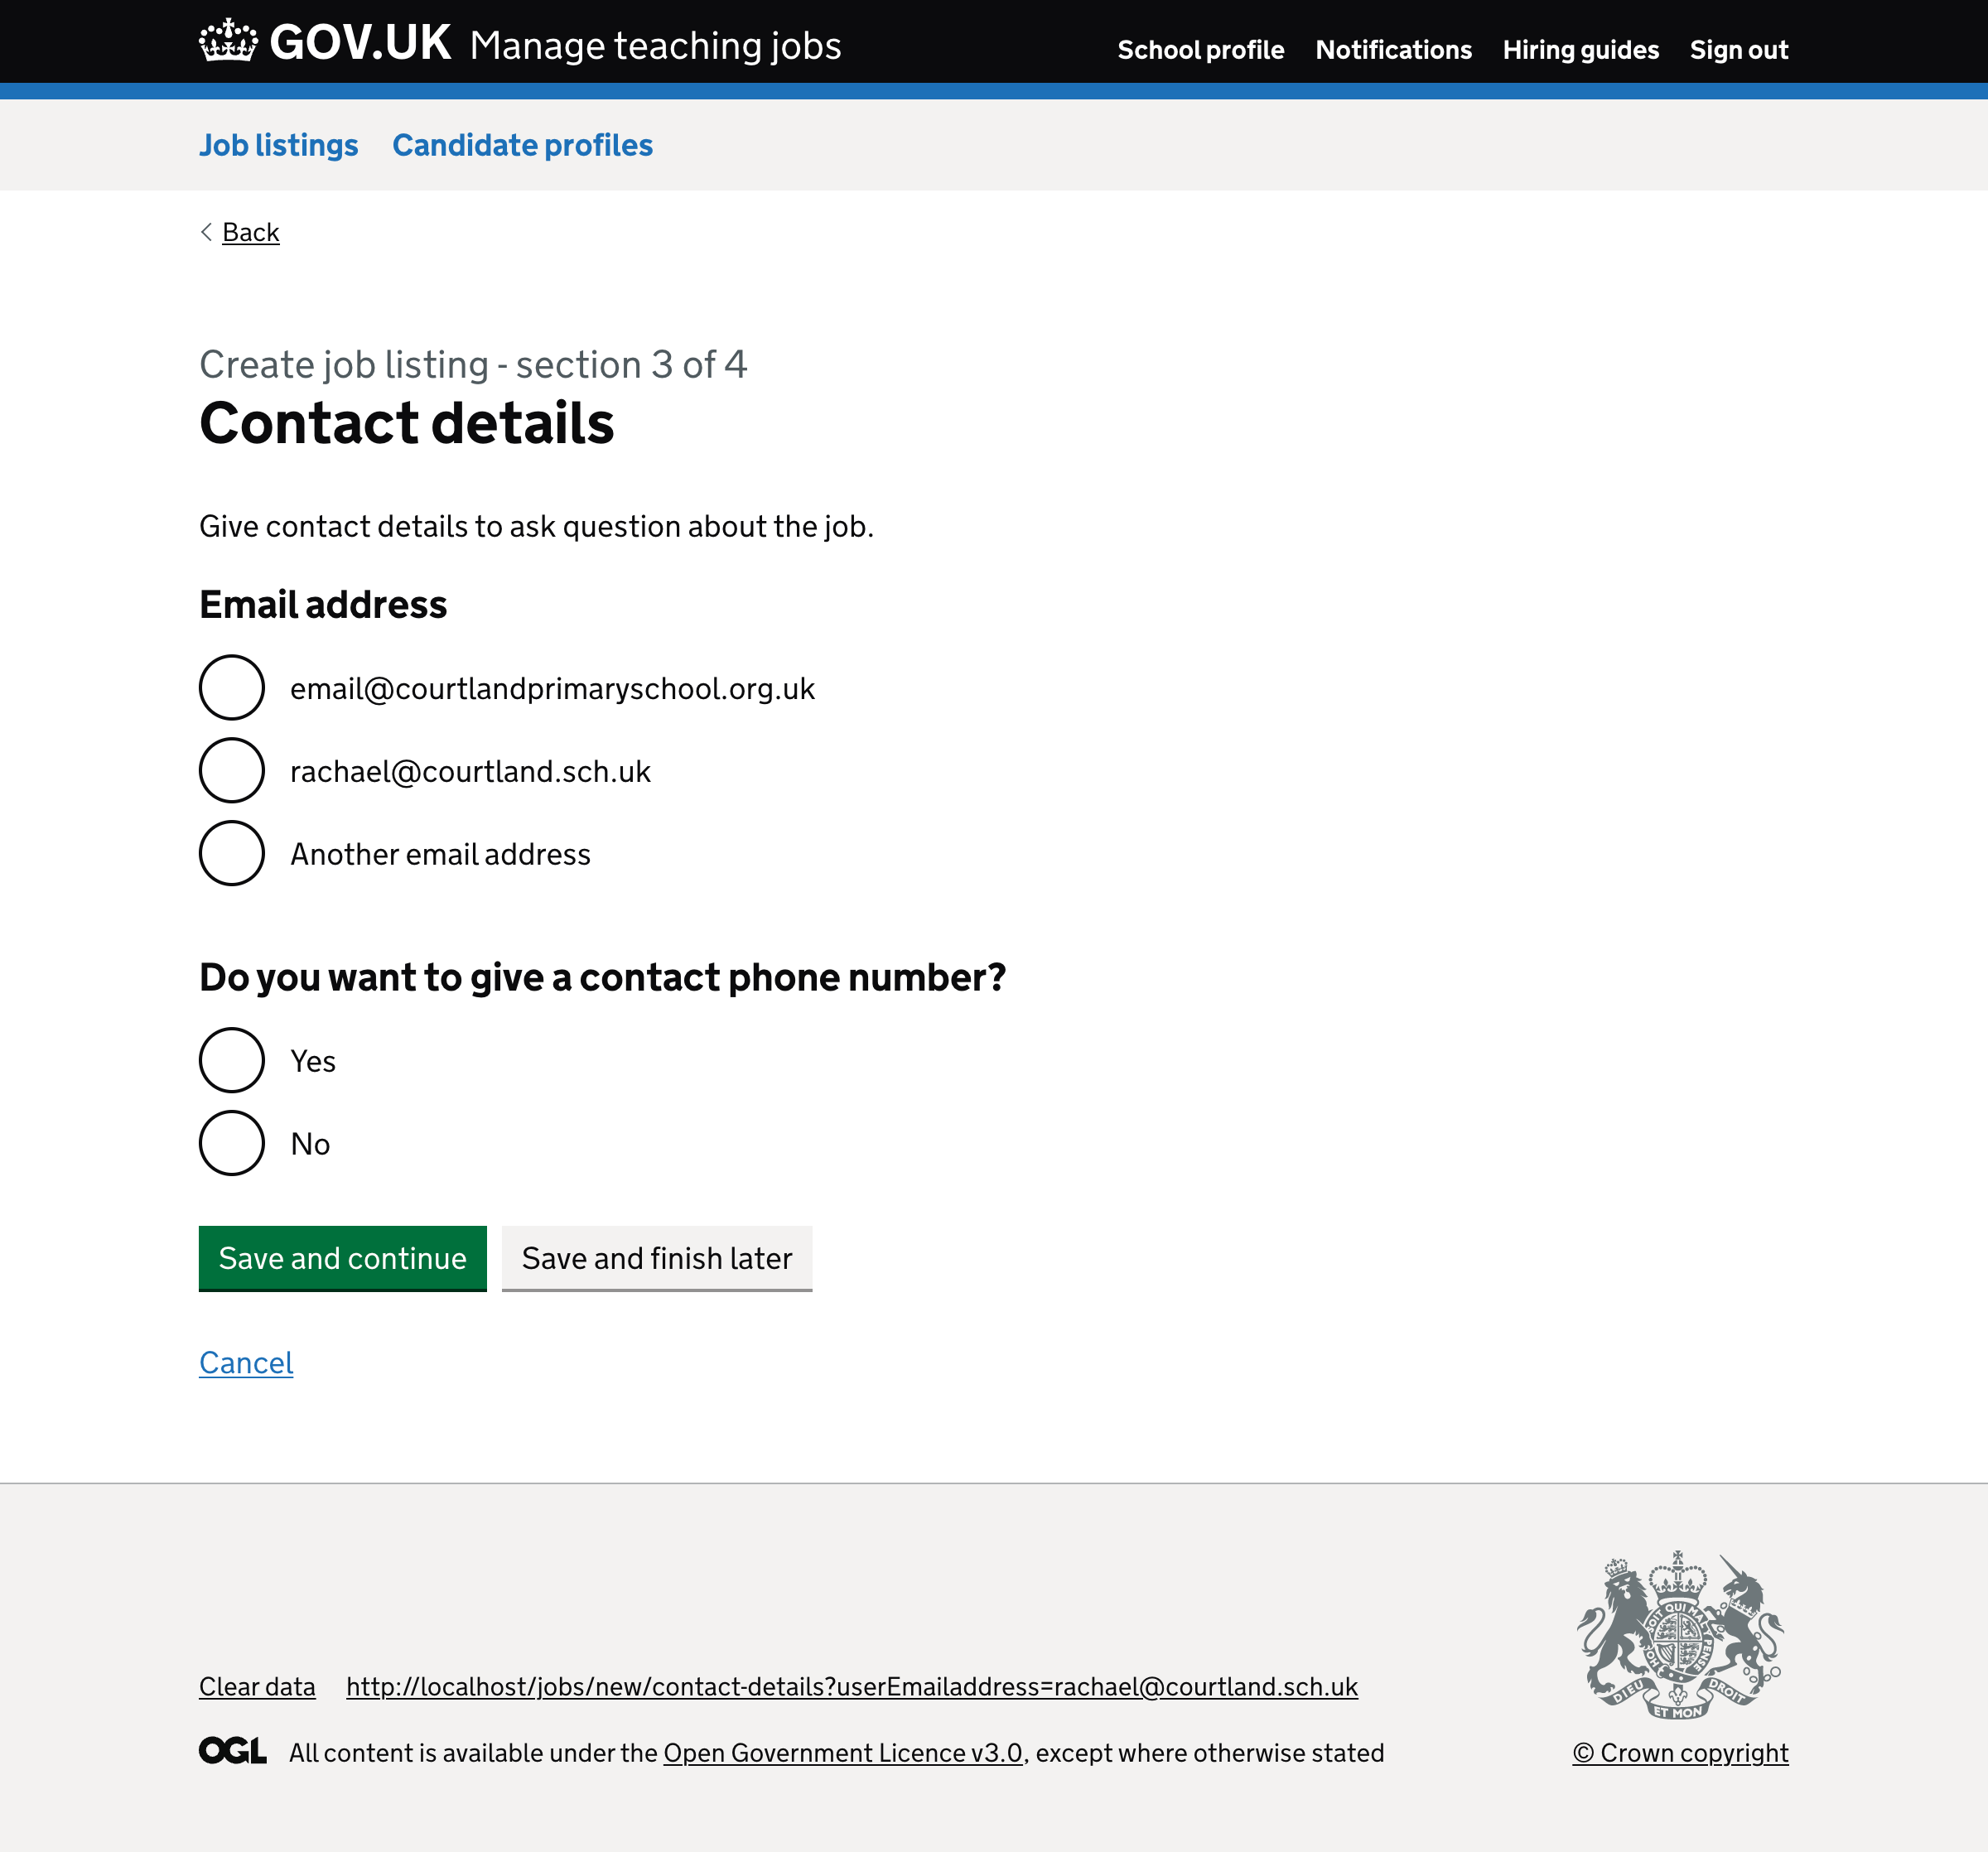 GOV.UK Manage teaching jobs
School profile Notifications Hiring guides Sign out
Job listings Candidate profiles
Back
Create job listing - section 3 of 4
Contact details
Give contact details to ask question about the job.
Email address
email@courtlandprimaryschool.org.uk
rachael@courtland.sch.uk
Another email address
Do you want to give a contact phone number?
Yes
No
Save and continue Save and finish later
Cancel
SOIT QUI MAL Y PENSE
HON
DIEU ET MON DROIT
Clear data http://localhost/jobs/new/contact-details?userEmailaddress=rachael@courtland.sch.uk
OGL All content is available under the Open Government Licence v3.0, except where otherwise stated
© Crown copyright